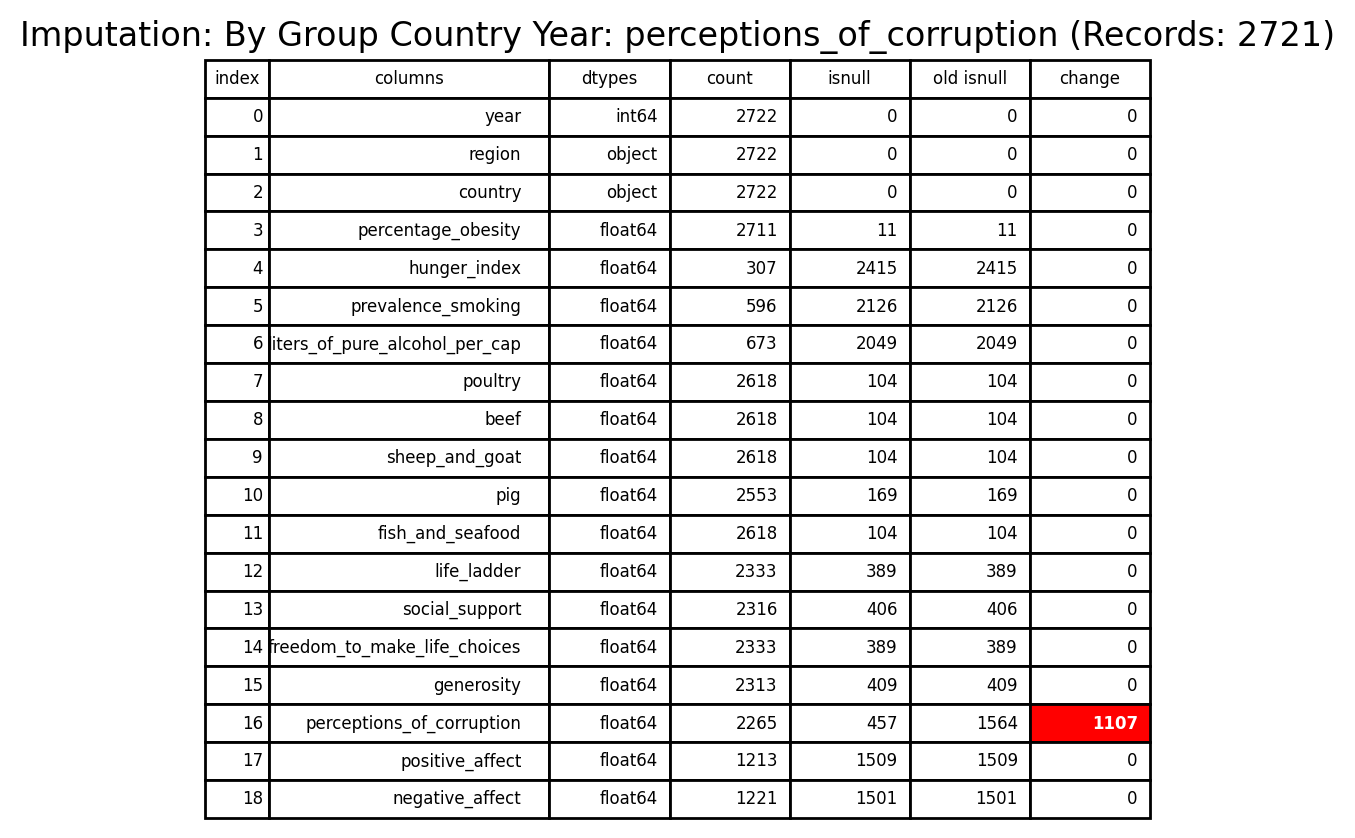 Imputation: By Group Country Year: perceptions_of_corruption (Records: 2721)
index columns dtypes count isnull old isnull change
0 year int64 2722 0 0 0
1 region object 2722 0 0 0
2 country object 2722 0 0 0
3 percentage_obesity float64 2711 11 11 0
4 hunger_index float64 307 2415 2415 0
5 prevalence_smoking float64 596 2126 2126 0
6 iters_of_pure_alcohol_per_cap float64 673 2049 2049 0
7 poultry float64 2618 104 104 0
8 beef float64 2618 104 104 0
9 sheep_and_goat float64 2618 104 104 0
10 pig float64 2553 169 169 0
11 fish_and_seafood float64 2618 104 104 0
12 life_ladder float64 2333 389 389 0
13 social_support float64 2316 406 406 0
14 freedom_to_make_life_choices float64 2333 389 389 0
15 generosity float64 2313 409 409 0
16 perceptions_of_corruption float64 2265 457 1564 1107
17 positive_affect float64 1213 1509 1509 0
18 negative_affect float64 1221 1501 1501 0